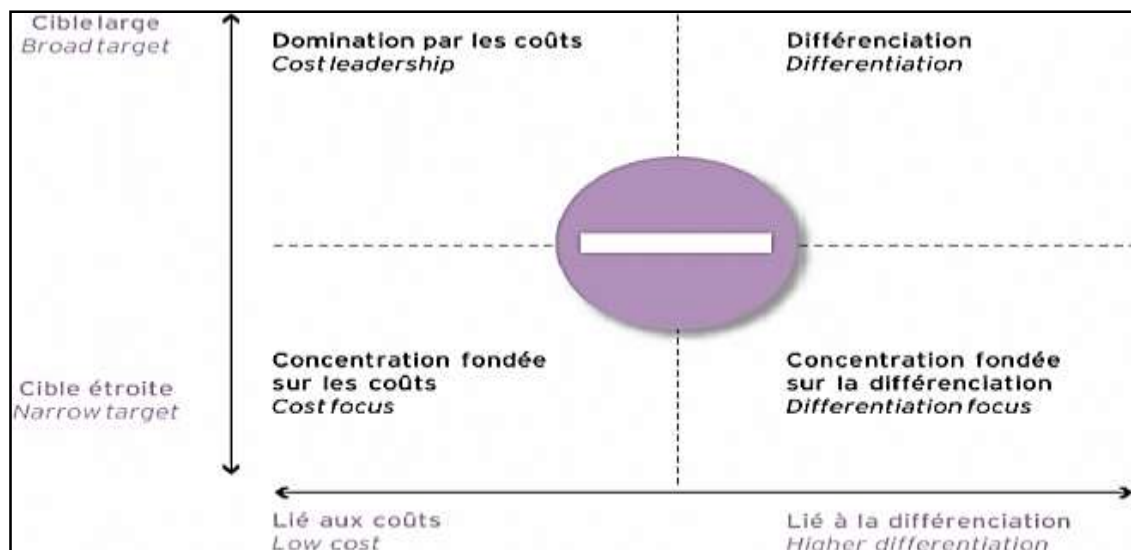 Cible large
Broad target
Domination par les coûts
Cost leadership
Différenciation
Differentiation
Cible étroite
Narrow target
Concentration fondée
sur les coûts
Cost focus
Concentration fondée
sur la différenciation
Differentiation focus
Lié aux coûts
Low cost
Lié à la différenciation
Higher differentiation